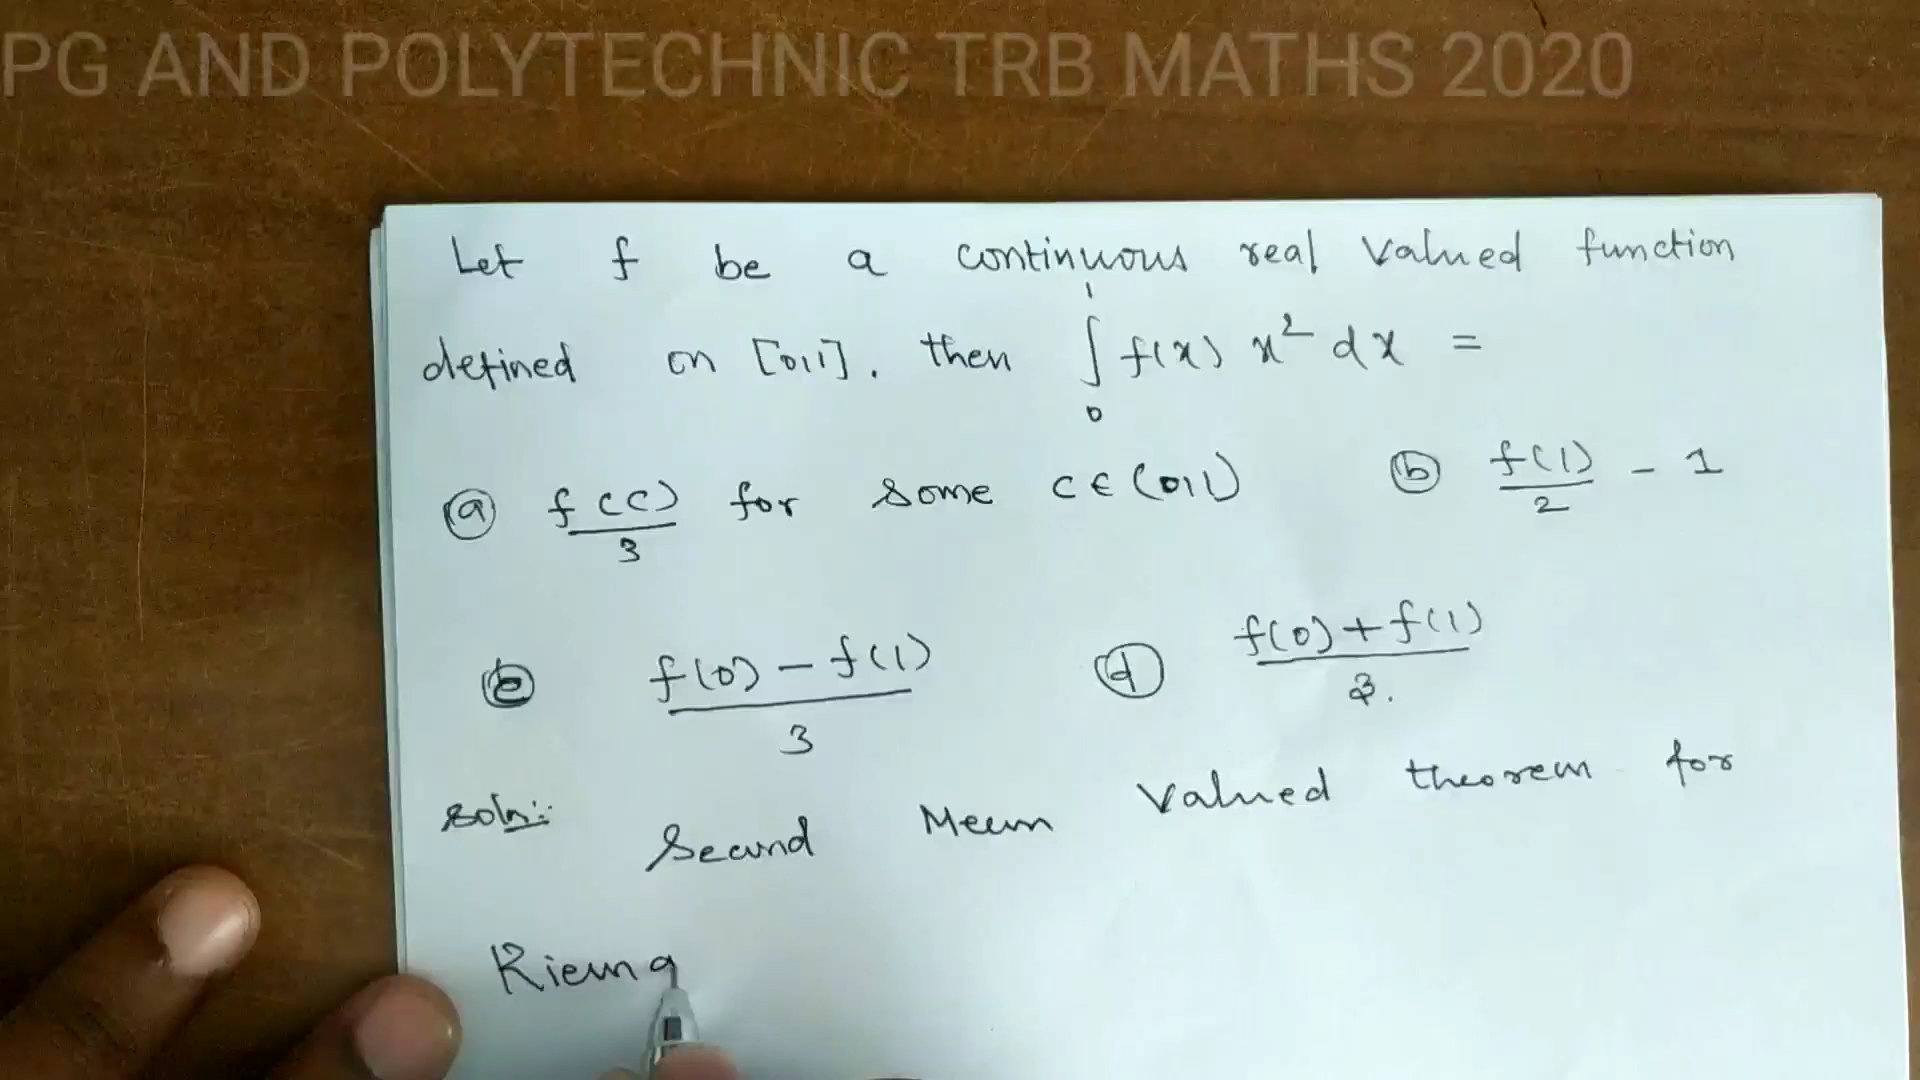 PG AND POLYTECHNIC TRB MATHS 2020
Let f be a continuous real valued function
defined on [0,1]. then ∫₀¹ f(x) x² dx =
(a) f(c)/3 for some c ∈ (0,1) (b) f(1)/2 - 1
(c) f(0) - f(1)/3 (d) f(0) + f(1)/3.
soln:- Second Mean Valued theorem for
Riema